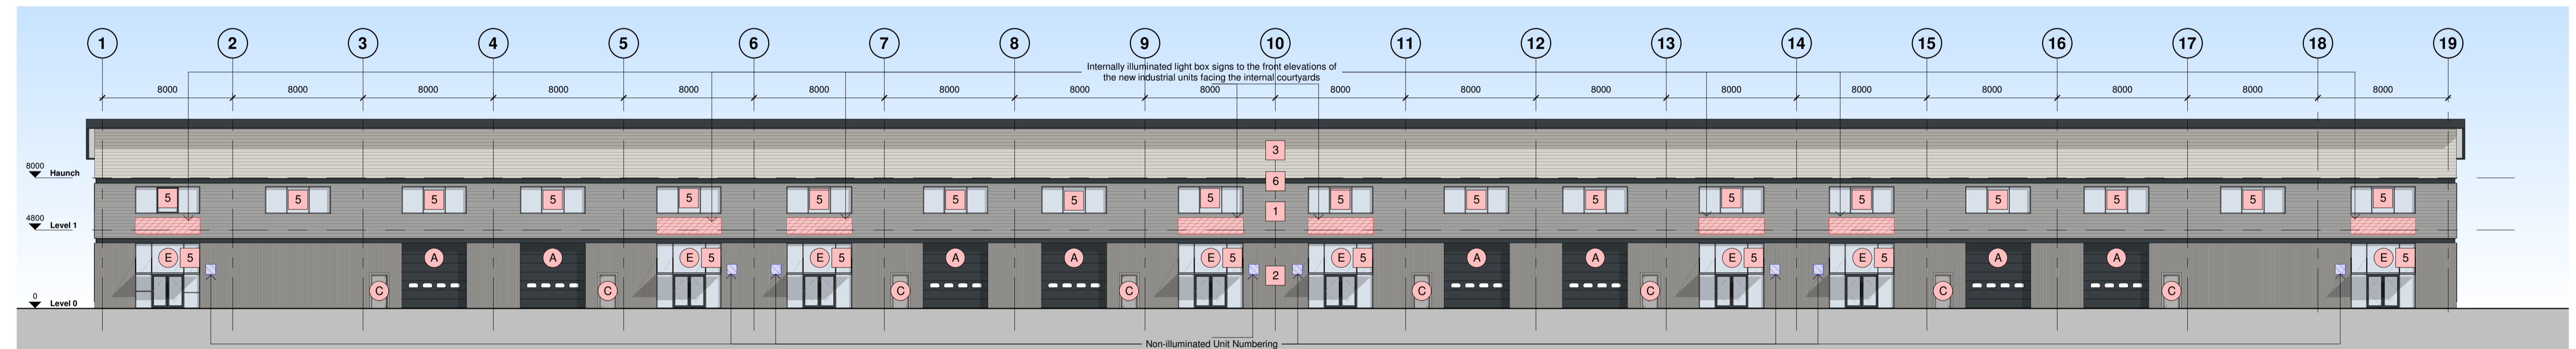 1 2 3 4 5 6 7 8 9 10 11 12 13 14 15 16 17 18 19
Internally illuminated light box signs to the front elevations of
the new industrial units facing the internal courtyards
8000 8000 8000 8000 8000 8000 8000 8000 8000 8000 8000 8000 8000 8000 8000 8000 8000 8000
3
8000
Haunch
6
5 5 5 5 5 5 5 5 5 5 5 5 5 5 5 5 5 5
1
4800
Level 1
E 5 A A E 5 E 5 A A E 5 E 5 A A E 5 E 5 A A E 5
2
C C C C C C C C
0
Level 0
Non-illuminated Unit Numbering